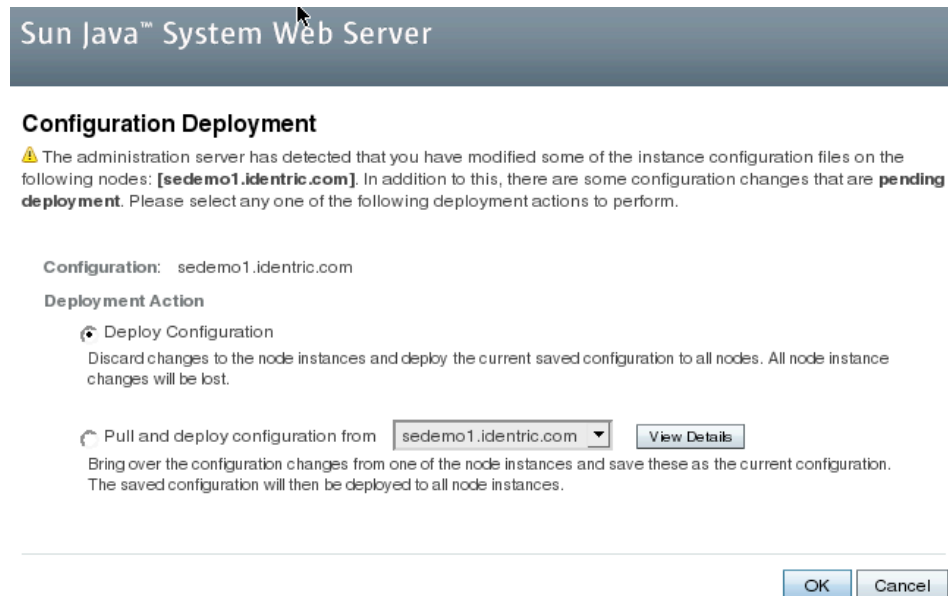 Sun Java™ System Web Server
Configuration Deployment
The administration server has detected that you have modified some of the instance configuration files on the
following nodes: [sedemo1.identric.com]. In addition to this, there are some configuration changes that are pending
deployment. Please select any one of the following deployment actions to perform.
Configuration: sedemo1.identric.com
Deployment Action
Deploy Configuration
Discard changes to the node instances and deploy the current saved configuration to all nodes. All node instance
changes will be lost.
Pull and deploy configuration from sedemo1.identric.com View Details
Bring over the configuration changes from one of the node instances and save these as the current configuration.
The saved configuration will then be deployed to all node instances.
OK Cancel